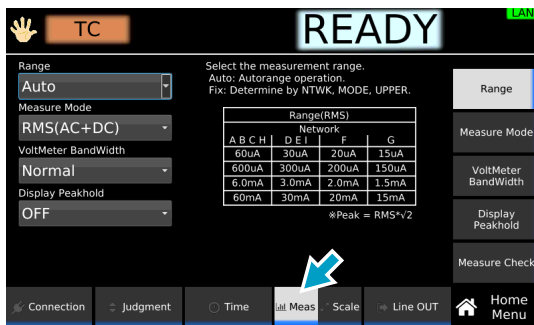 LAN
TC
READY
Range
Auto
Measure Mode
RMS(AC+DC)
VoltMeter BandWidth
Normal
Display Peakhold
OFF
Select the measurement range.
Auto: Autorange operation.
Fix: Determin by NTWK, MODE, UPPER.
Range(RMS)
Network
A B C H D E I F G
60uA 30uA 20uA 15uA
600uA 300uA 200uA 150uA
6.0mA 3.0mA 2.0mA 1.5mA
60mA 30mA 20mA 15mA
※Peak = RMS*√2
Range
Measure Mode
VoltMeter
BandWidth
Display
Peakhold
Measure Check
Connection Judgment Time Meas Scale Line OUT
Home
Menu